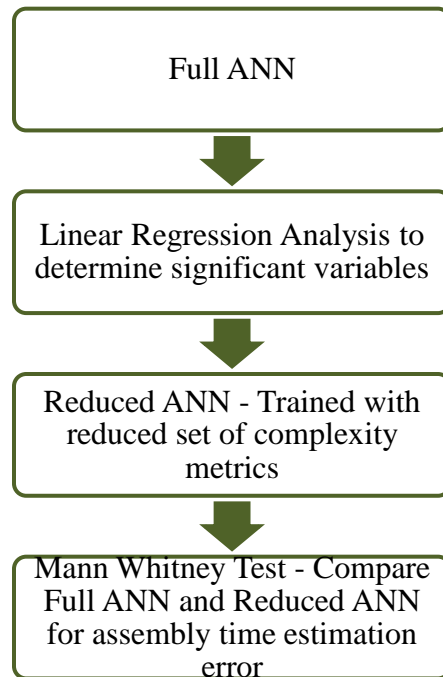 Full ANN
Linear Regression Analysis to
determine significant variables
Reduced ANN - Trained with
reduced set of complexity
metrics
Mann Whitney Test - Compare
Full ANN and Reduced ANN
for assembly time estimation
error